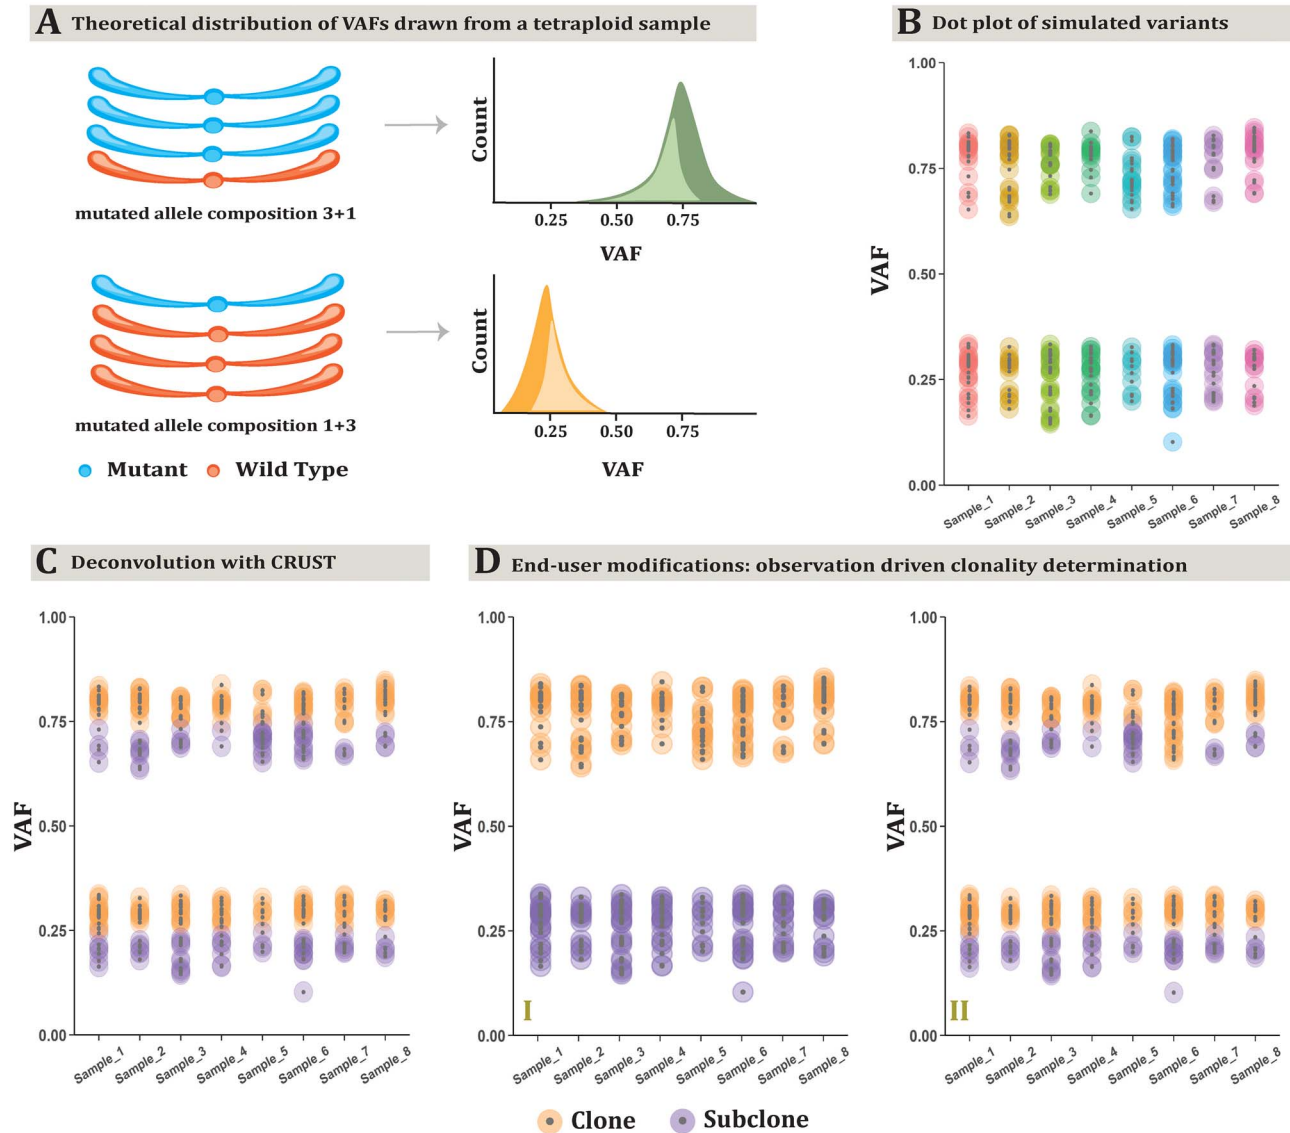 A Theoretical distribution of VAFs drawn from a tetraploid sample
mutated allele composition 3+1
Count
0.25 0.50 0.75
VAF
mutated allele composition 1+3
Count
0.25 0.50 0.75
VAF
Mutant Wild Type
B Dot plot of simulated variants
1.00
0.75
0.50
0.25
0.00
VAF
Sample_1 Sample_2 Sample_3 Sample_4 Sample_5 Sample_6 Sample_7 Sample_8
C Deconvolution with CRUST
1.00
0.75
0.50
0.25
0.00
VAF
Sample_1 Sample_2 Sample_3 Sample_4 Sample_5 Sample_6 Sample_7 Sample_8
D End-user modifications: observation driven clonality determination
1.00
0.75
0.50
0.25
0.00
VAF
I
Sample_1 Sample_2 Sample_3 Sample_4 Sample_5 Sample_6 Sample_7 Sample_8
1.00
0.75
0.50
0.25
0.00
VAF
II
Sample_1 Sample_2 Sample_3 Sample_4 Sample_5 Sample_6 Sample_7 Sample_8
Clone Subclone